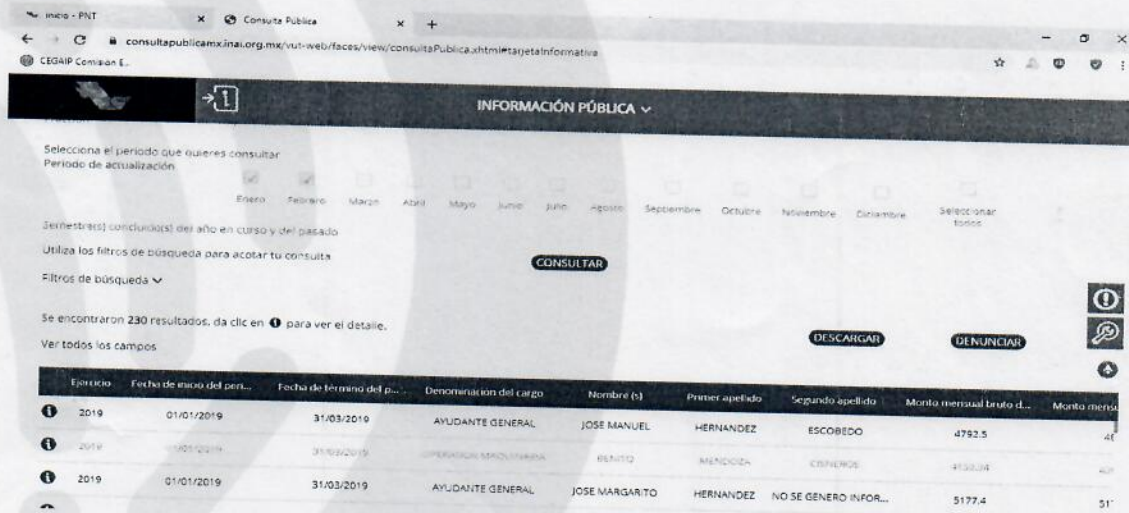 Inicio - PNT
Consulta Pública
consultapublicamx.inai.org.mx/vut-web/faces/view/consultaPublica.xhtml#tarjetaInformativa
CEGAIP Comisión E..
INFORMACIÓN PÚBLICA
Selecciona el periodo que quieres consultar
Periodo de actualización
Enero Febrero Marzo Abril Mayo Junio Julio Agosto Septiembre Octubre Noviembre Diciembre Seleccionar todos
Semestre(s) concluido(s) del año en curso y del pasado
Utiliza los filtros de búsqueda para acotar tu consulta
CONSULTAR
Filtros de búsqueda
Se encontraron 230 resultados, da clic en para ver el detalle.
DESCARGAR DENUNCIAR
Ver todos los campos
Ejercicio Fecha de inicio del peri... Fecha de término del p... Denominación del cargo Nombre (s) Primer apellido Segundo apellido Monto mensual bruto d... Monto mensu
2019 01/01/2019 31/03/2019 AYUDANTE GENERAL JOSE MANUEL HERNANDEZ ESCOBEDO 4792.5
2019 01/01/2019 31/03/2019 BENITO MENDOZA CISNEROS
2019 01/01/2019 31/03/2019 AYUDANTE GENERAL JOSE MARGARITO HERNANDEZ NO SE GENERO INFOR... 5177.4